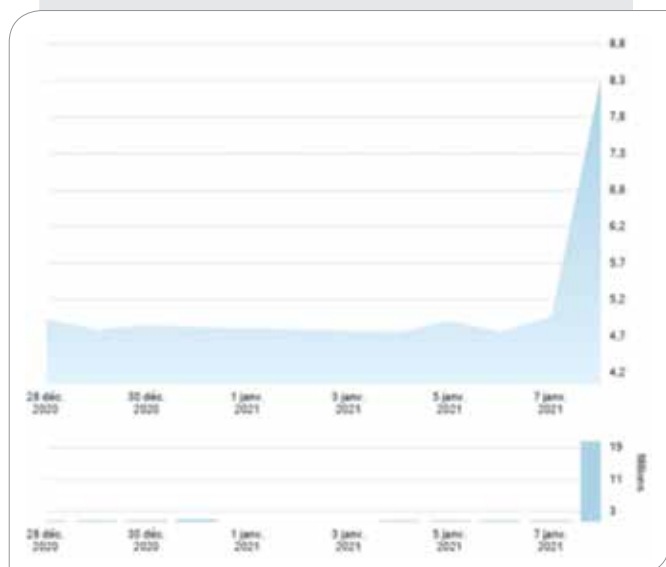 8,8
8,3
7,8
7,3
6,8
6,2
5,7
5,2
4,7
4,2
28 déc. 2020
30 déc. 2020
1 janv. 2021
3 janv. 2021
5 janv. 2021
7 janv. 2021
19
11
3
Millions
28 déc. 2020
30 déc. 2020
1 janv. 2021
3 janv. 2021
5 janv. 2021
7 janv. 2021